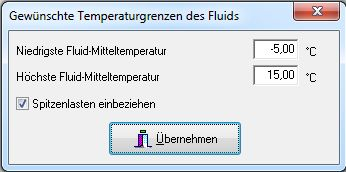 Gewünschte Temperaturgrenzen des Fluids
Niedrigste Fluid-Mitteltemperatur -5,00 °C
Höchste Fluid-Mitteltemperatur 15,00 °C
Spitzenlasten einbeziehen
Übernehmen